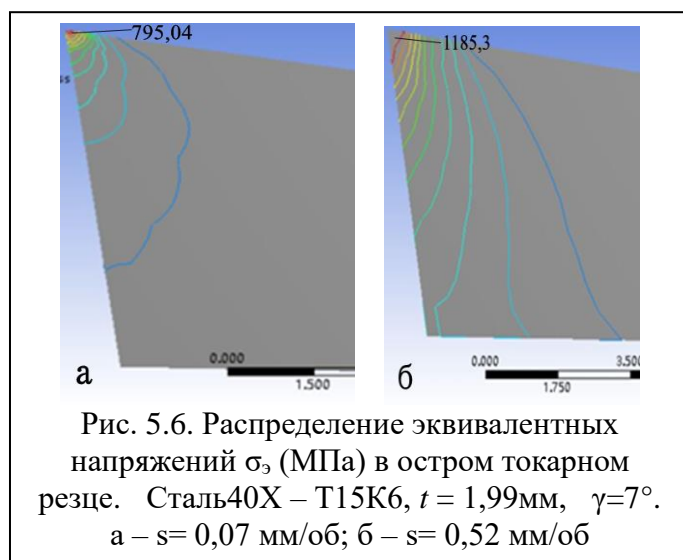 795,04
1185,3
ss
а
0.000
1.500
б
0.000
3.500
1.750
Рис. 5.6. Распределение эквивалентных
напряжений σэ (МПа) в остром токарном
резце. Сталь40Х – Т15К6, t = 1,99мм, γ=7°.
а – s= 0,07 мм/об; б – s= 0,52 мм/об